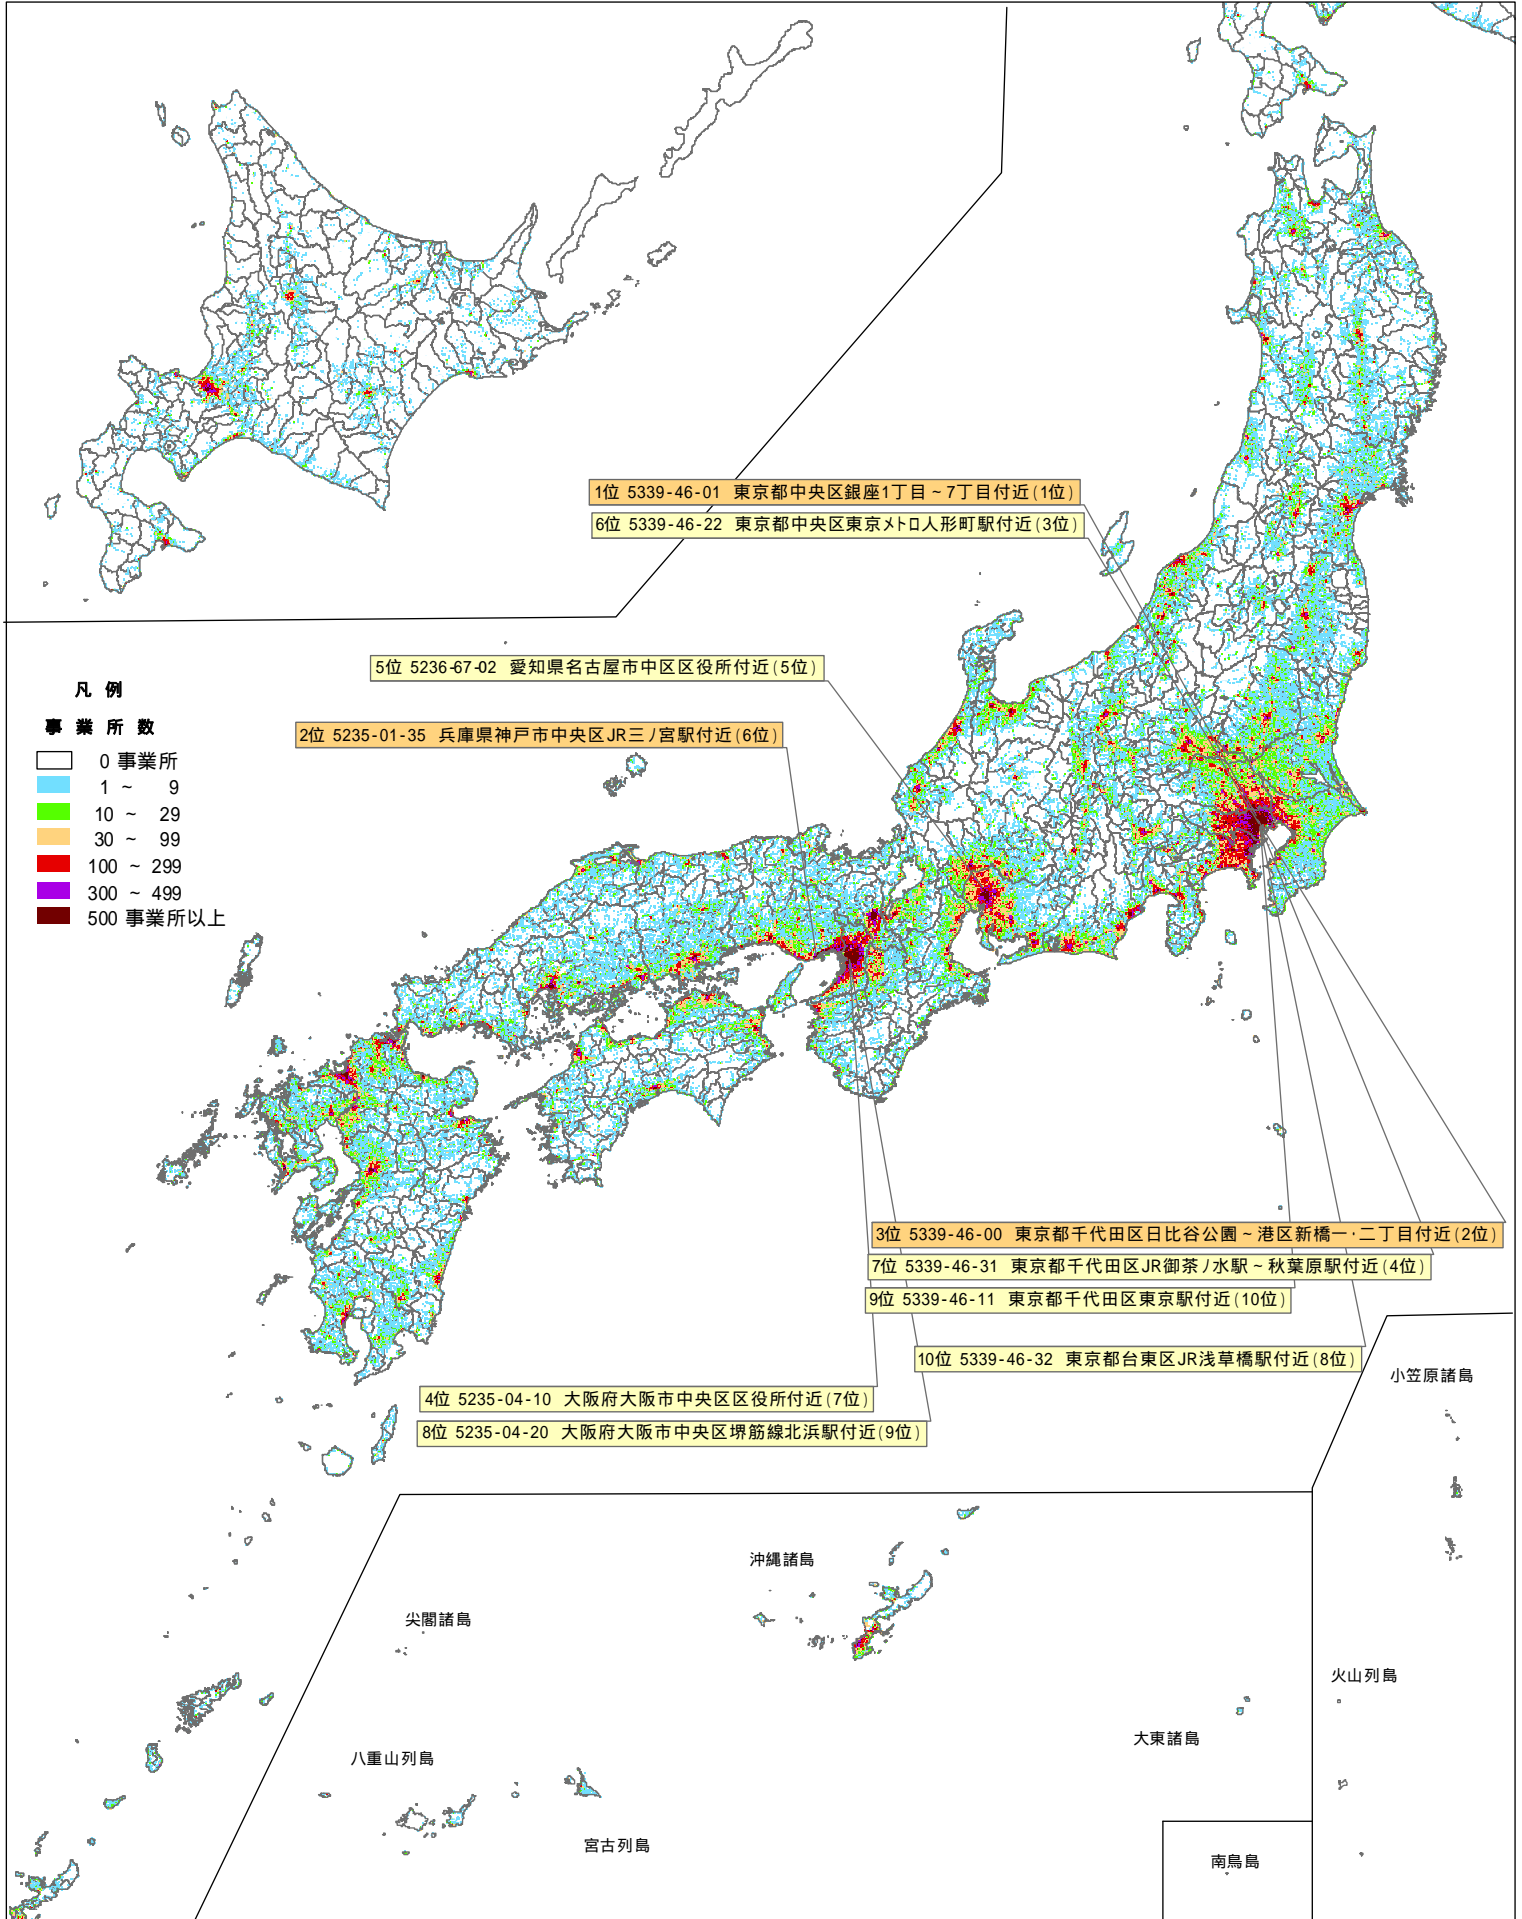 1位 5339-46-01 東京都中央区銀座1丁目～7丁目付近(1位)
6位 5339-46-22 東京都中央区東京メトロ人形町駅付近(3位)
5位 5236-67-02 愛知県名古屋市中区区役所付近(5位)
2位 5235-01-35 兵庫県神戸市中央区JR三ノ宮駅付近(6位)
凡 例
事 業 所 数
0 事業所
1 ～ 9
10 ～ 29
30 ～ 99
100 ～ 299
300 ～ 499
500 事業所以上
3位 5339-46-00 東京都千代田区日比谷公園～港区新橋一・二丁目付近(2位)
7位 5339-46-31 東京都千代田区JR御茶ノ水駅～秋葉原駅付近(4位)
9位 5339-46-11 東京都千代田区東京駅付近(10位)
10位 5339-46-32 東京都台東区JR浅草橋駅付近(8位)
4位 5235-04-10 大阪府大阪市中央区区役所付近(7位)
8位 5235-04-20 大阪府大阪市中央区堺筋線北浜駅付近(9位)
小笠原諸島
沖縄諸島
尖閣諸島
火山列島
大東諸島
八重山列島
宮古列島
南鳥島